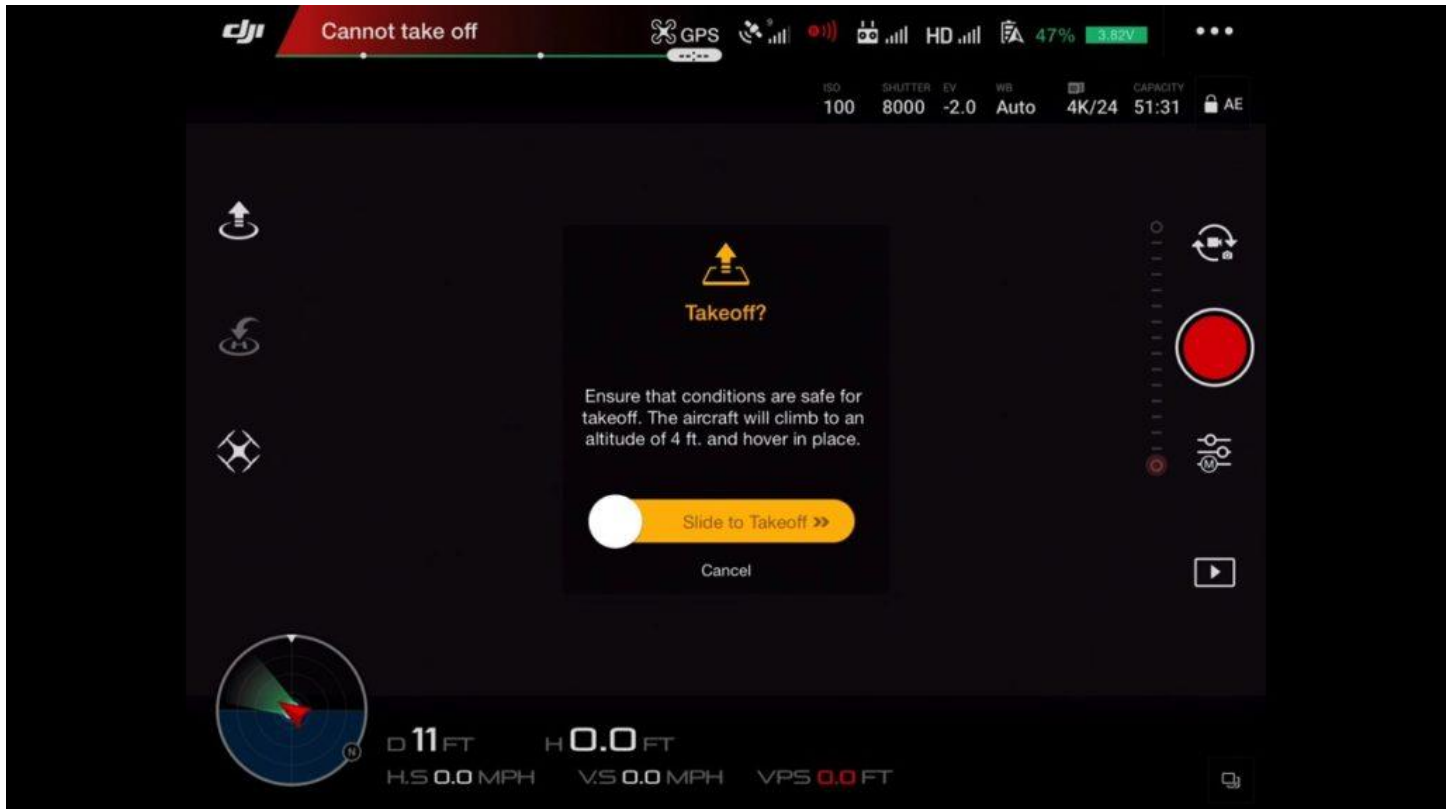 dji
Cannot take off
GPS
9
HD
47%
3.82V
--:--
ISO
100
SHUTTER
8000
EV
-2.0
WB
Auto
4K/24
CAPACITY
51:31
AE
Takeoff?
Ensure that conditions are safe for
takeoff. The aircraft will climb to an
altitude of 4 ft. and hover in place.
Slide to Takeoff »
Cancel
M
N
D 11 FT
H 0.0 FT
H.S 0.0 MPH
V.S 0.0 MPH
VPS 0.0 FT